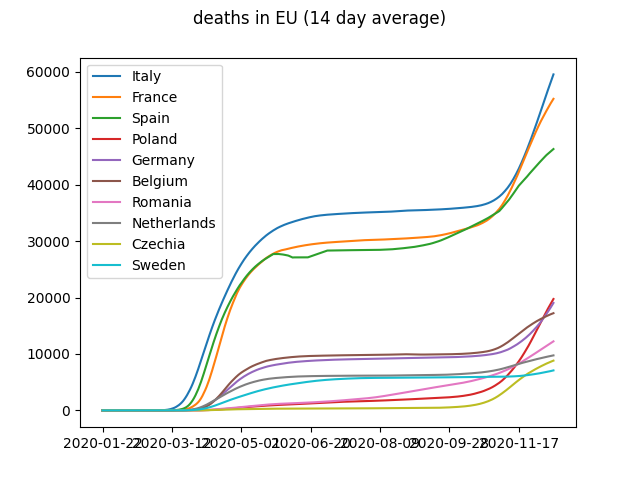 deaths in EU (14 day average)
60000
50000
40000
30000
20000
10000
0
Italy
France
Spain
Poland
Germany
Belgium
Romania
Netherlands
Czechia
Sweden
2020-01-22 2020-03-12 2020-05-01 2020-06-20 2020-08-09 2020-09-28 2020-11-17